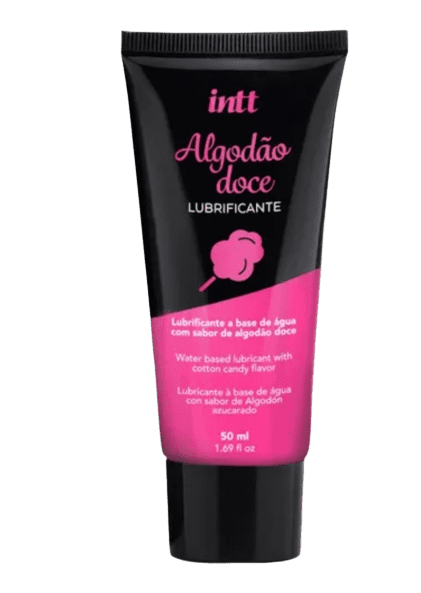 intt
Algodão
doce
LUBRIFICANTE
Lubrificante a base de água
com sabor de algodão doce
Water based lubricant with
cotton candy flavor
Lubricante à base de água
con sabor de Algodón
azucarado
50 ml
1.69 fl oz